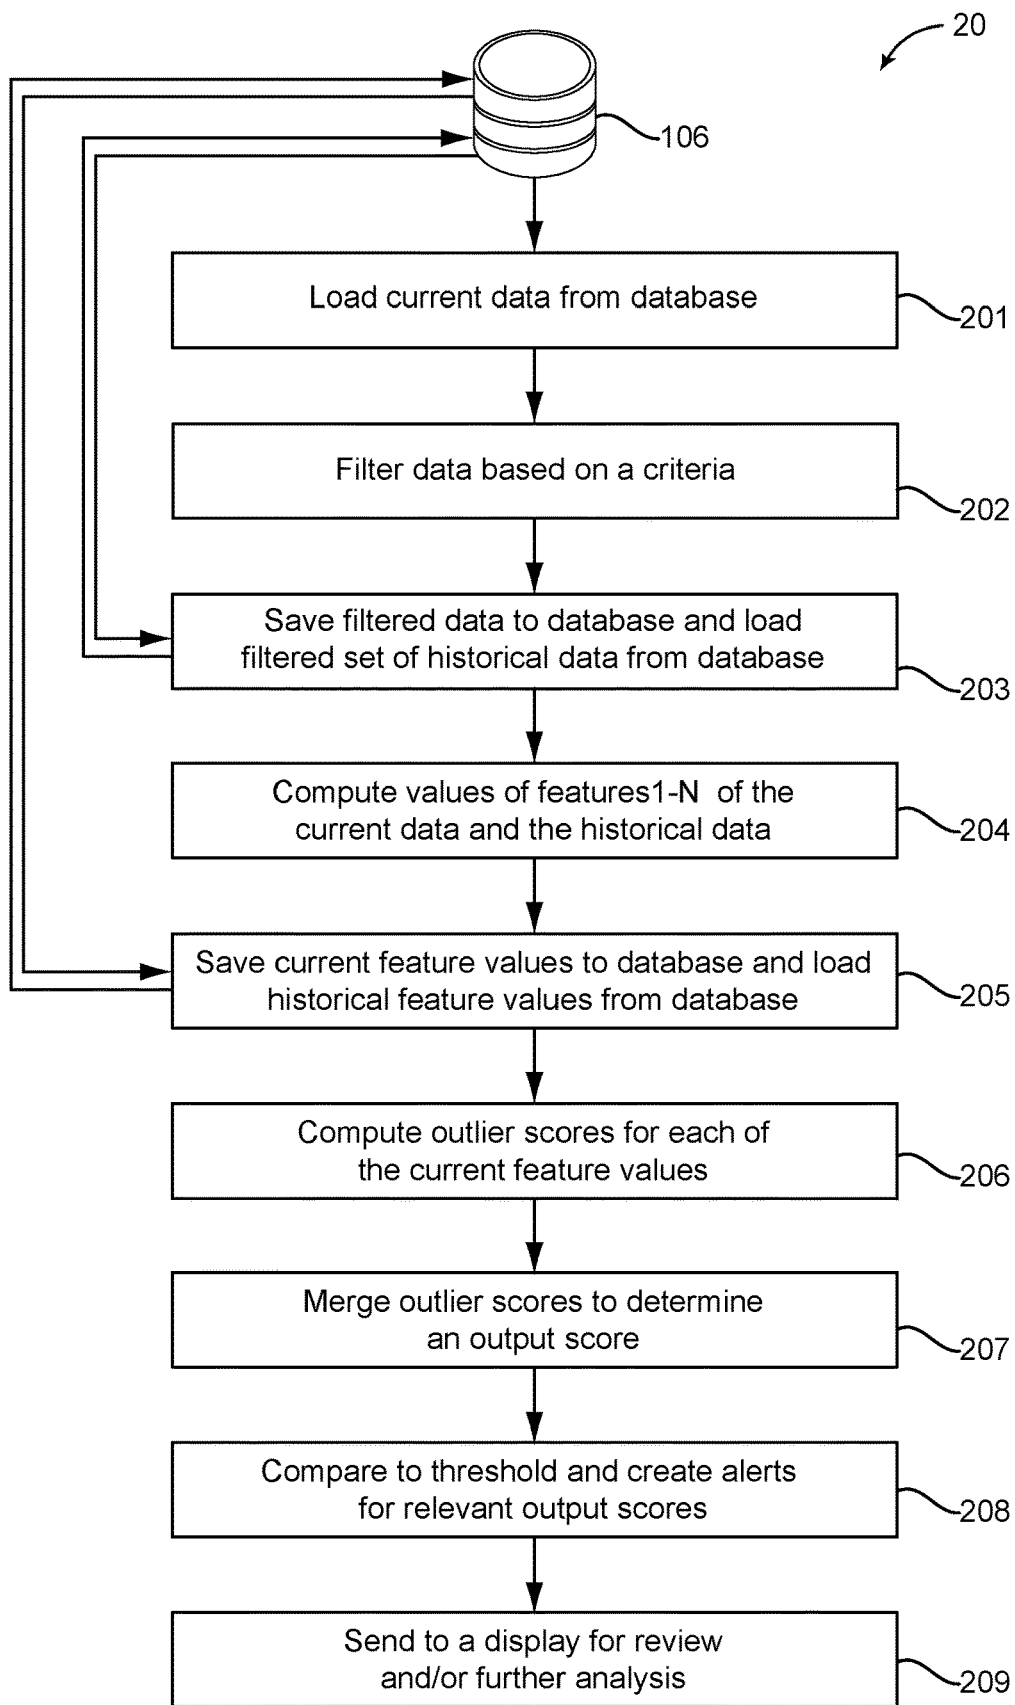 20
106
Load current data from database
201
Filter data based on a criteria
202
Save filtered data to database and load
filtered set of historical data from database
203
Compute values of features1-N of the
current data and the historical data
204
Save current feature values to database and load
historical feature values from database
205
Compute outlier scores for each of
the current feature values
206
Merge outlier scores to determine
an output score
207
Compare to threshold and create alerts
for relevant output scores
208
Send to a display for review
and/or further analysis
209